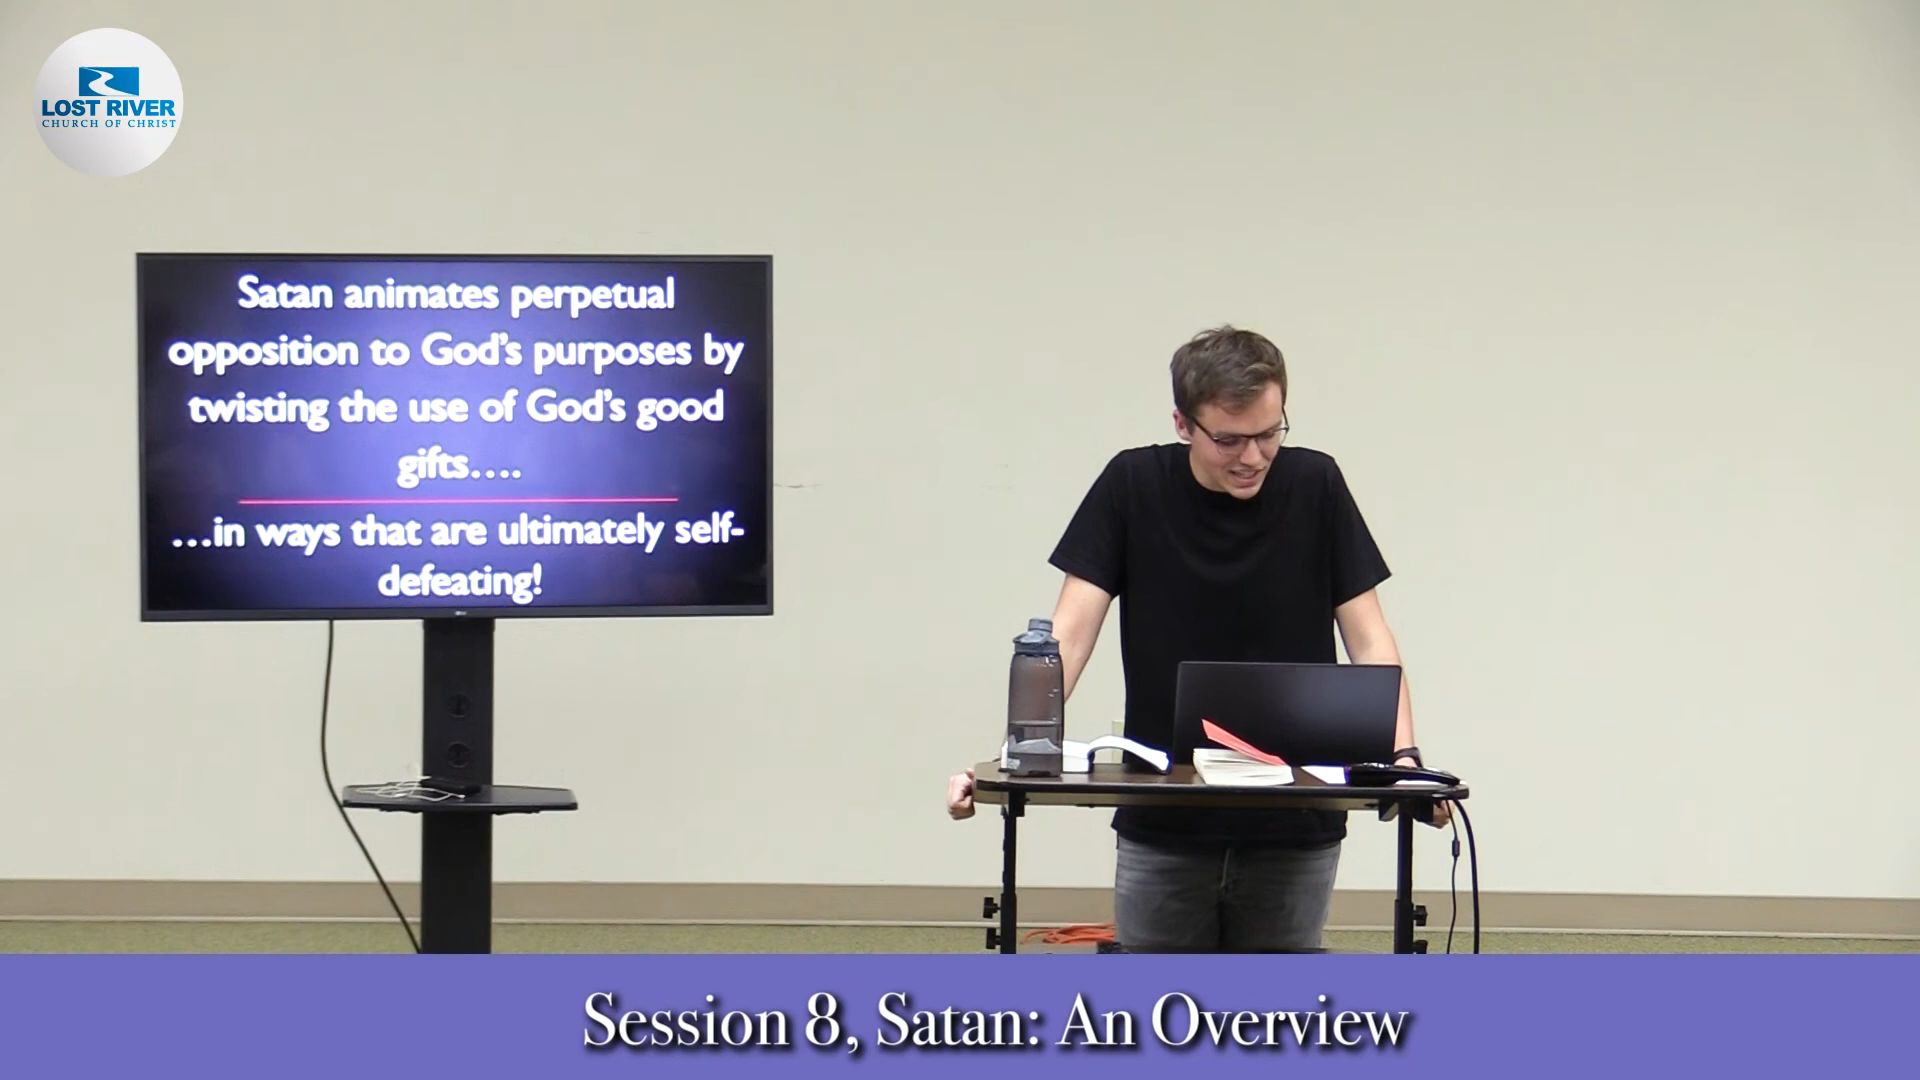 LOST RIVER
CHURCH OF CHRIST
Satan animates perpetual
opposition to God's purposes by
twisting the use of God's good
gifts....
...in ways that are ultimately self-
defeating!
Session 8, Satan: An Overview